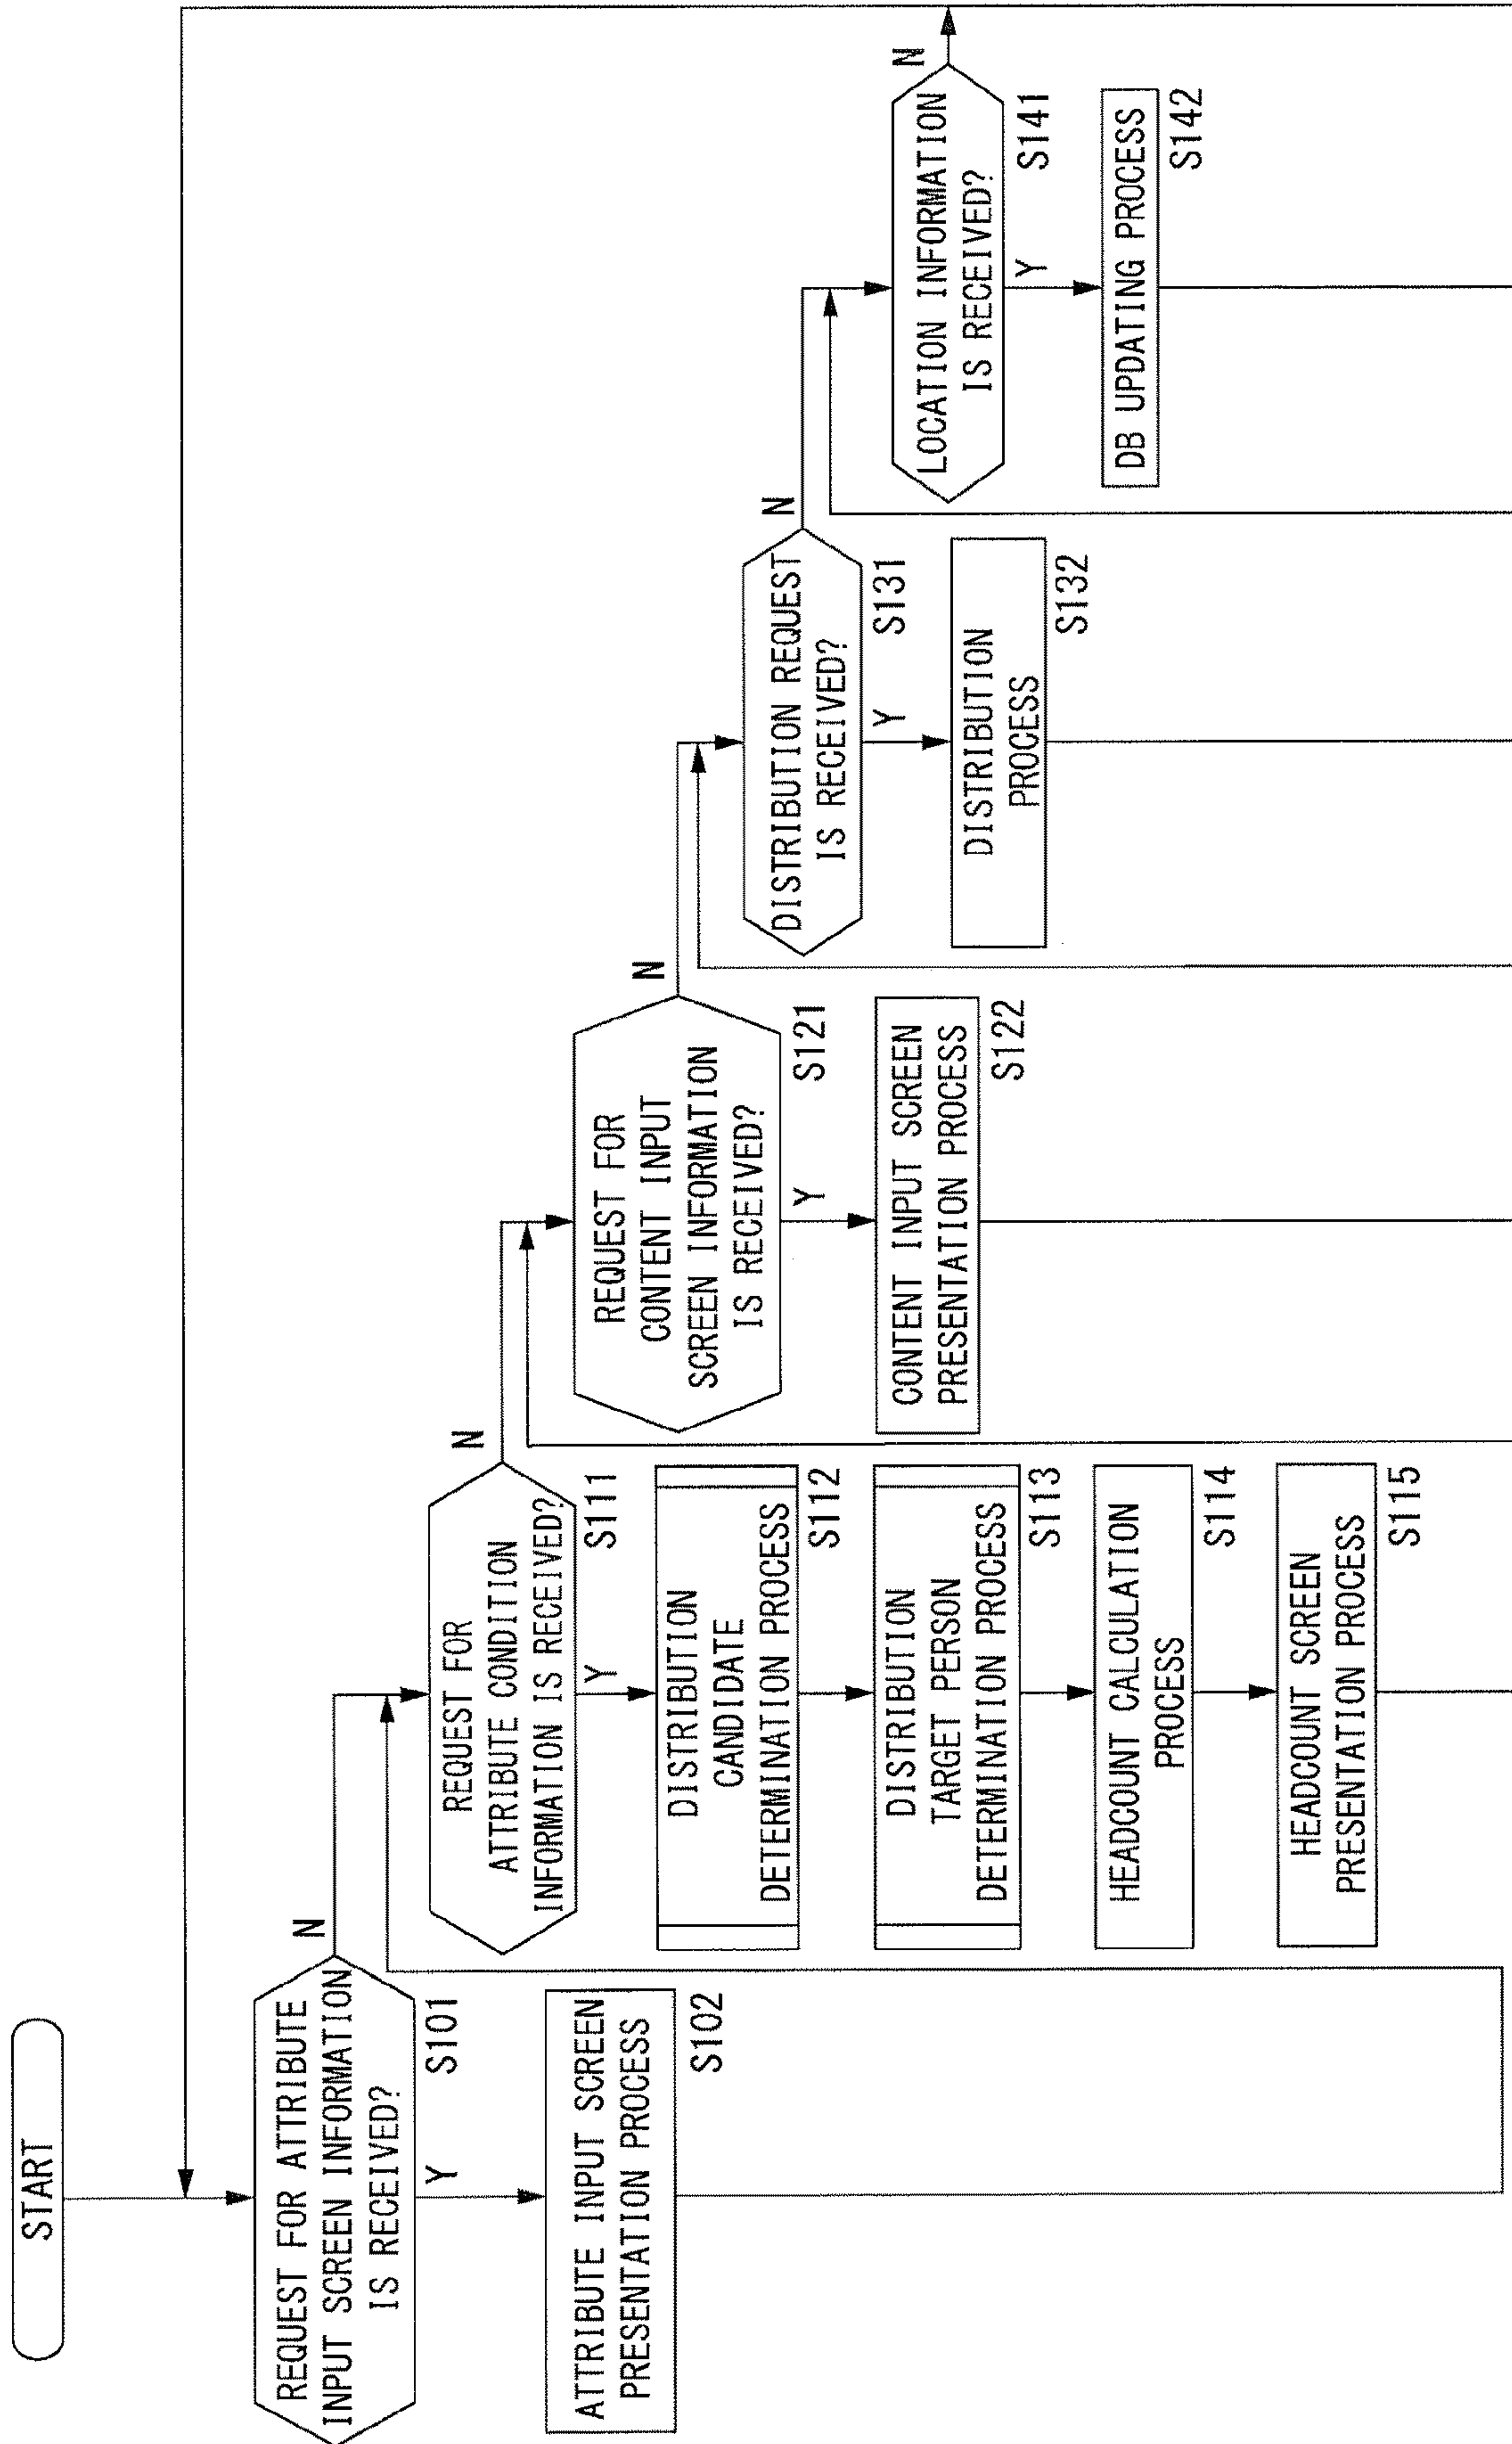 START
REQUEST FOR ATTRIBUTE
INPUT SCREEN INFORMATION
IS RECEIVED?
S101
N
Y
ATTRIBUTE INPUT SCREEN
PRESENTATION PROCESS
S102
REQUEST FOR
ATTRIBUTE CONDITION
INFORMATION IS RECEIVED?
S111
N
Y
DISTRIBUTION
CANDIDATE
DETERMINATION PROCESS
S112
DISTRIBUTION
TARGET PERSON
DETERMINATION PROCESS
S113
HEADCOUNT CALCULATION
PROCESS
S114
HEADCOUNT SCREEN
PRESENTATION PROCESS
S115
REQUEST FOR
CONTENT INPUT
SCREEN INFORMATION
IS RECEIVED?
S121
N
Y
CONTENT INPUT SCREEN
PRESENTATION PROCESS
S122
DISTRIBUTION REQUEST
IS RECEIVED?
S131
N
Y
DISTRIBUTION
PROCESS
S132
LOCATION INFORMATION
IS RECEIVED?
S141
N
Y
DB UPDATING PROCESS
S142